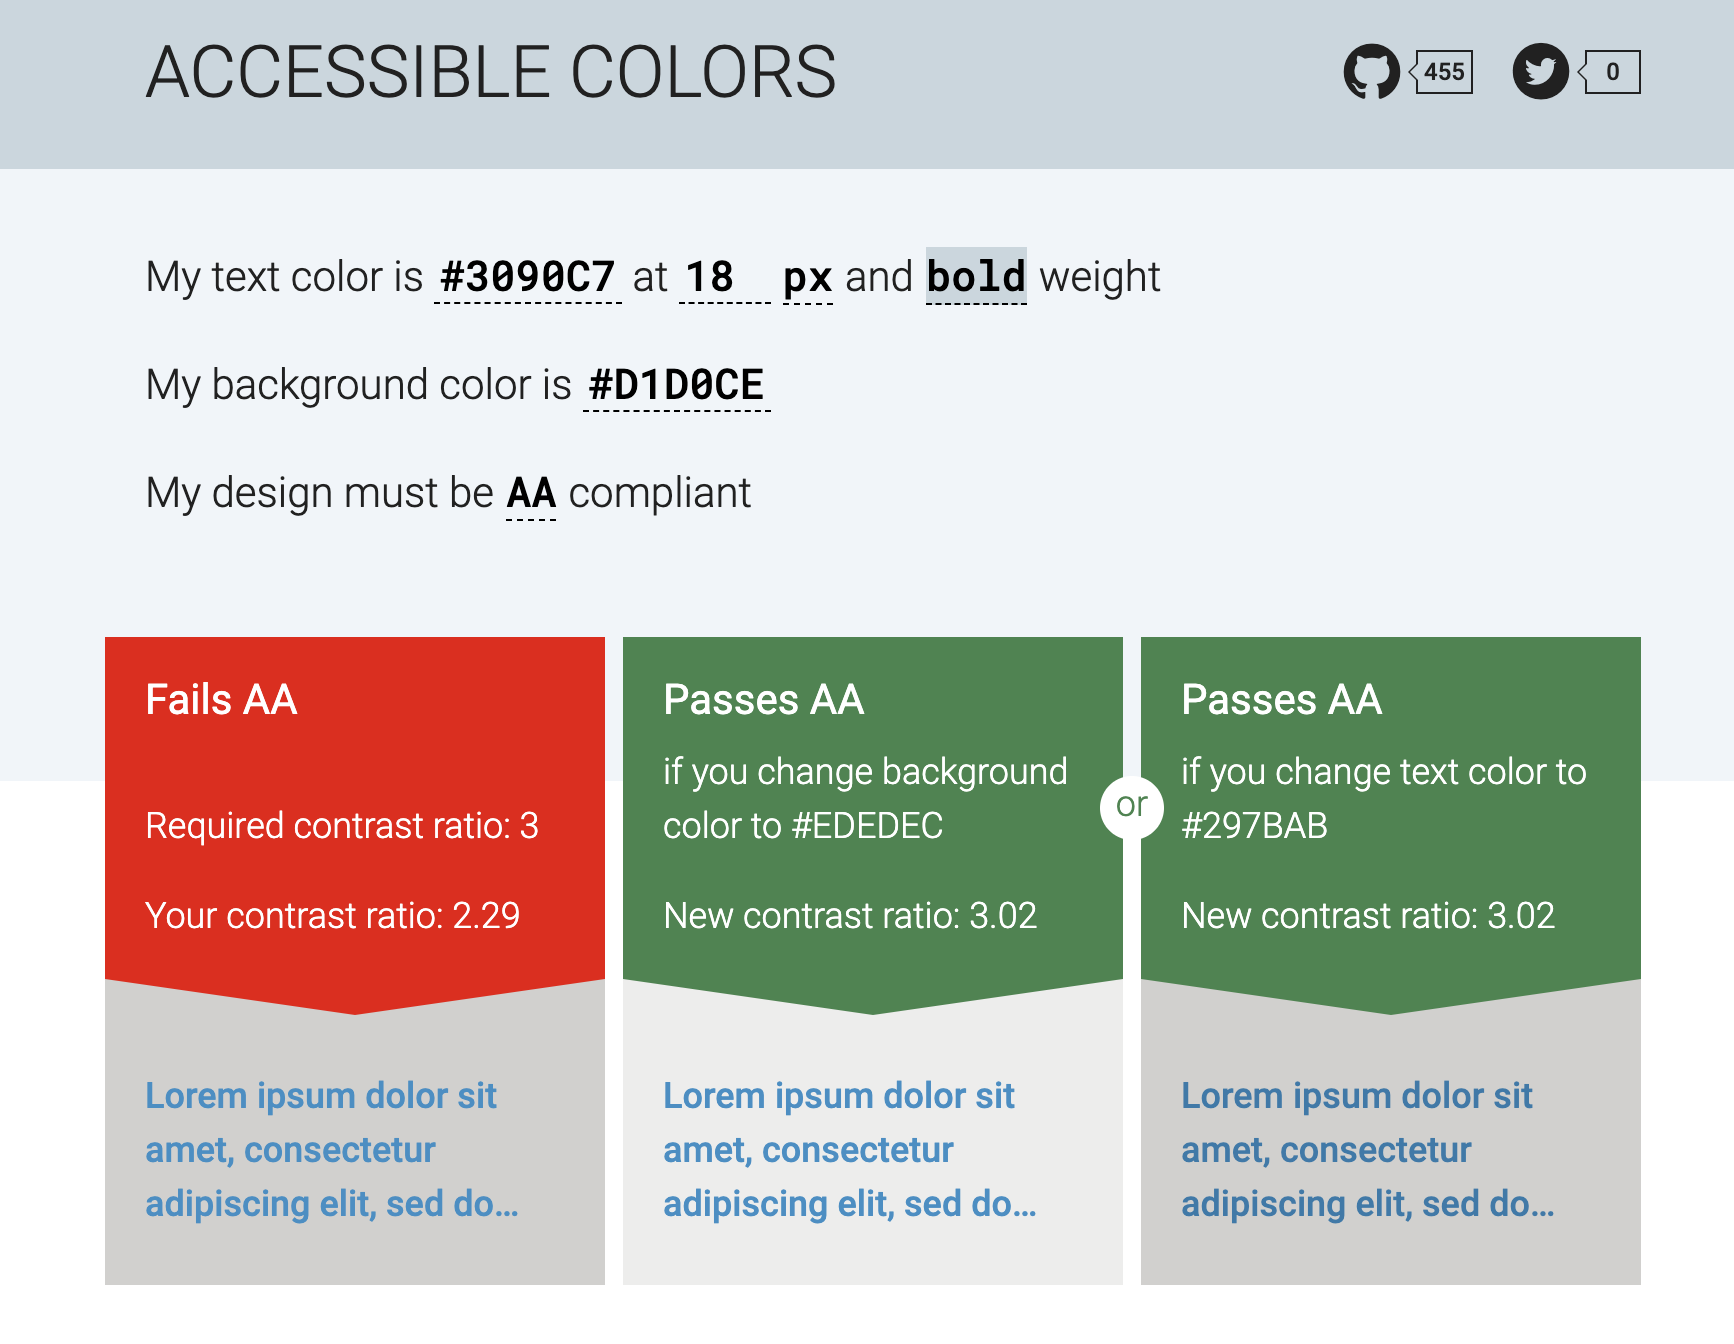 ACCESSIBLE COLORS
455
0
My text color is #3090C7 at 18 px and bold weight
My background color is #D1D0CE
My design must be AA compliant
Fails AA
Required contrast ratio: 3
Your contrast ratio: 2.29
Passes AA
if you change background
color to #EDEDEC
New contrast ratio: 3.02
or
Passes AA
if you change text color to
#297BAB
New contrast ratio: 3.02
Lorem ipsum dolor sit
amet, consectetur
adipiscing elit, sed do...
Lorem ipsum dolor sit
amet, consectetur
adipiscing elit, sed do...
Lorem ipsum dolor sit
amet, consectetur
adipiscing elit, sed do...